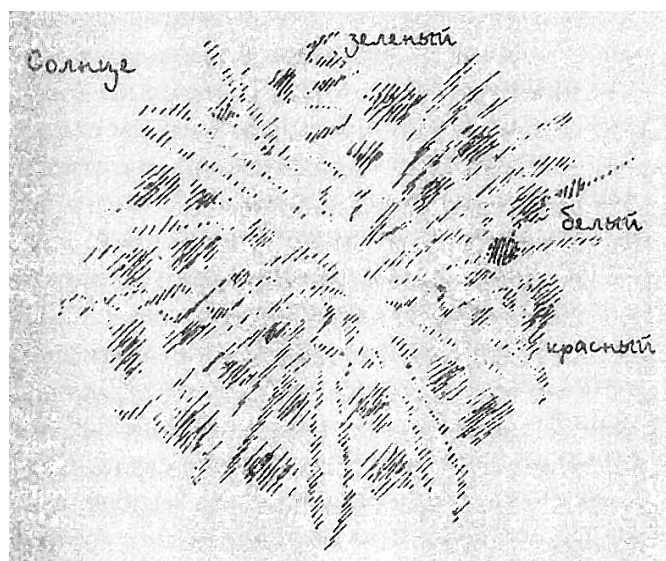 зеленый
Солнце
белый
красный